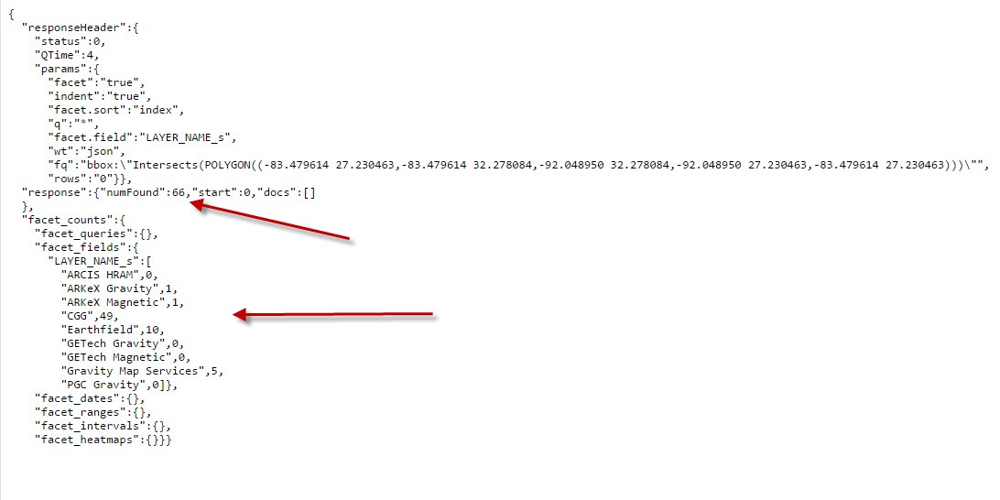 {
"responseHeader":{
"status":0,
"QTime":4,
"params":{
"facet":"true",
"indent":"true",
"facet.sort":"index",
"q":"*",
"facet.field":"LAYER_NAME_s",
"wt":"json",
"fq":"bbox:\"Intersects(POLYGON((-83.479614 27.230463,-83.479614 32.278084,-92.048950 32.278084,-92.048950 27.230463,-83.479614 27.230463)))\"",
"rows":"0"}},
"response":{"numFound":66,"start":0,"docs":[]
},
"facet_counts":{
"facet_queries":{},
"facet_fields":{
"LAYER_NAME_s":[
"ARCIS HRAM",0,
"ARKeX Gravity",1,
"ARKeX Magnetic",1,
"CGG",49,
"Earthfield",10,
"GETech Gravity",0,
"GETech Magnetic",0,
"Gravity Map Services",5,
"PGC Gravity",0]},
"facet_dates":{},
"facet_ranges":{},
"facet_intervals":{},
"facet_heatmaps":{}}}